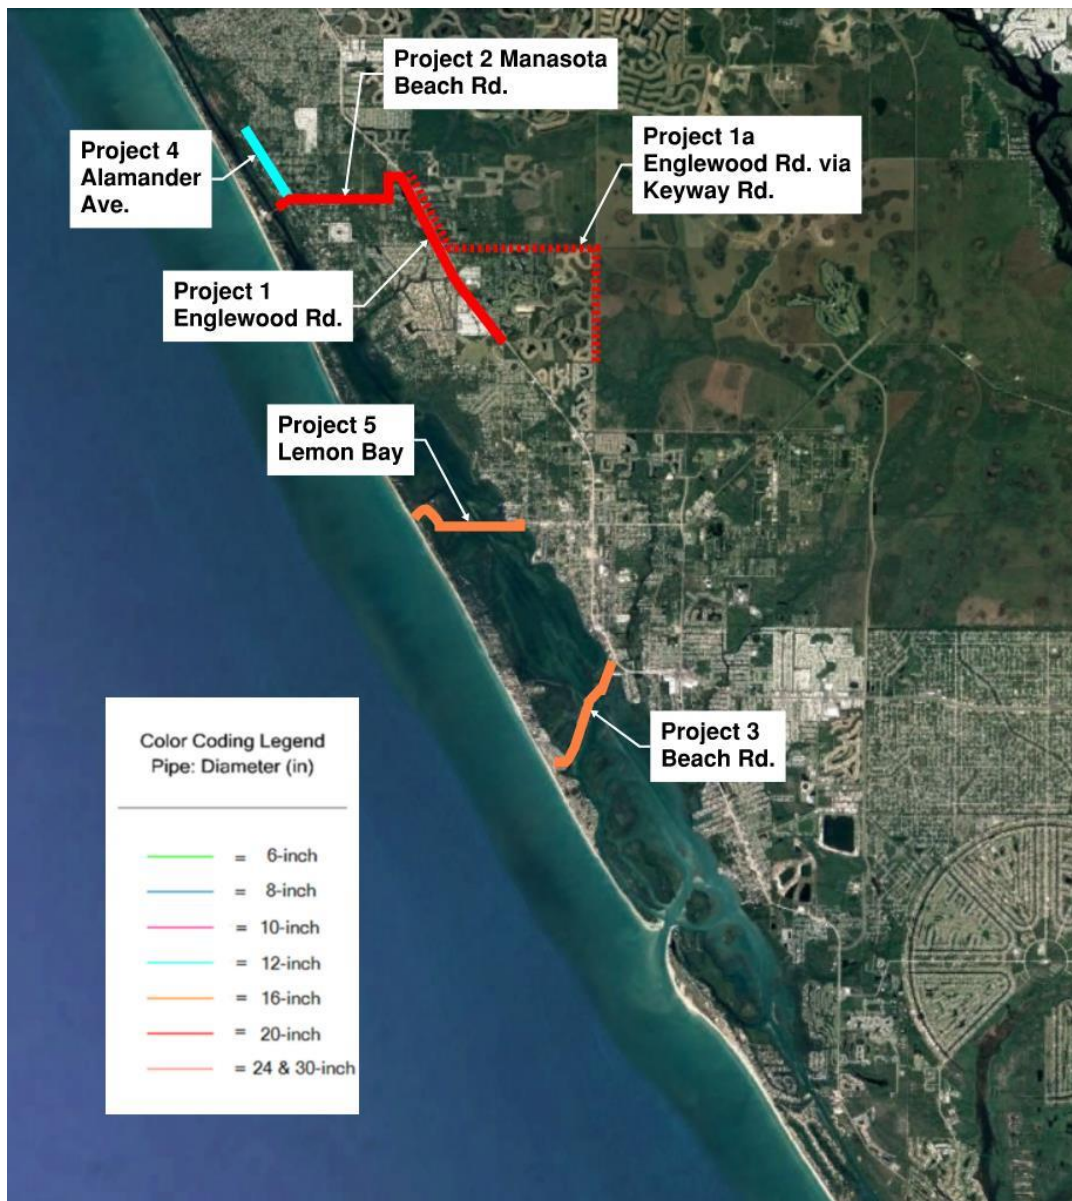 Project 2 Manasota
Beach Rd.
Project 4
Alamander
Ave.
Project 1a
Englewood Rd. via
Keyway Rd.
Project 1
Englewood Rd.
Project 5
Lemon Bay
Project 3
Beach Rd.
Color Coding Legend
Pipe: Diameter (in)
= 6-inch
= 8-inch
= 10-inch
= 12-inch
= 16-inch
= 20-inch
= 24 & 30-inch